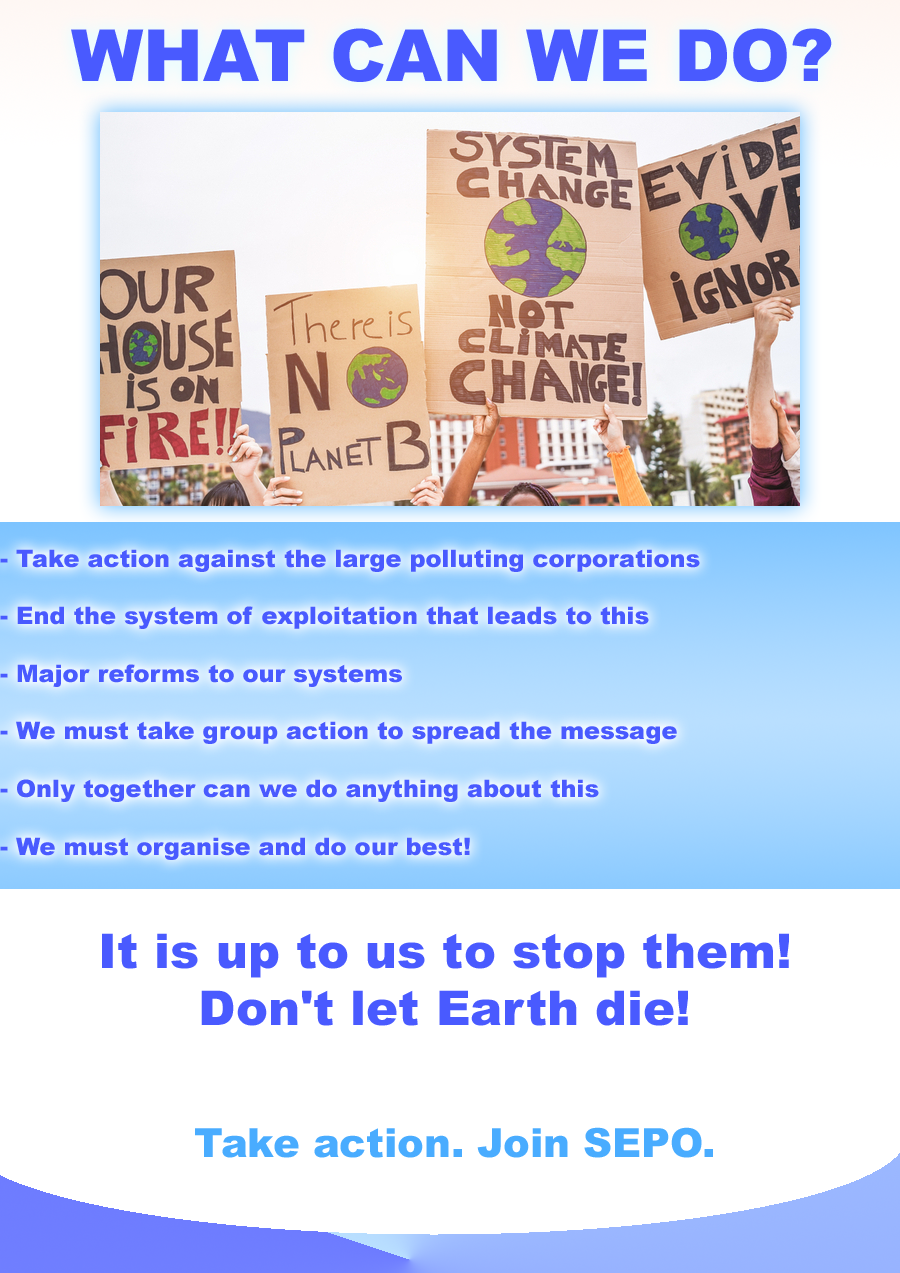 WHAT CAN WE DO?
OUR
HOUSE
iS ON
FiRE!!
There is
NO
PLANET B
SYSTEM
CHANGE
NOT
CLiMATE
CHANGE!
EViDE
OVE
iGNOR
- Take action against the large polluting corporations
- End the system of exploitation that leads to this
- Major reforms to our systems
- We must take group action to spread the message
- Only together can we do anything about this
- We must organise and do our best!
It is up to us to stop them!
Don't let Earth die!
Take action. Join SEPO.